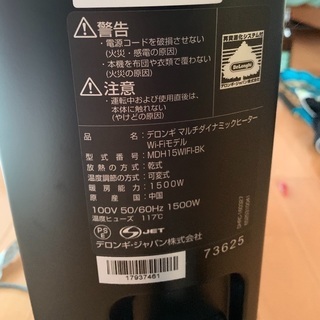 ⚠警告
・電源コードを破損させない
(火災・感電の原因)
・本機を布団や衣類で覆わない
(火災の原因)
⚠注意
・運転中および使用直後は、
本体に触れない
(やけどの原因)
De'Longhi
品名:デロンギ マルチダイナミックヒーター
Wi-Fiモデル
型式番号:MDH15WIFI-BK
放熱の方式:乾式
温度調節の方式:可変式
暖房能力:1500W
原産国:中国
100V 50/60Hz 1500W
温度ヒューズ 117℃
PS
E
JET
デロンギ・ジャパン株式会社
73625
17937461